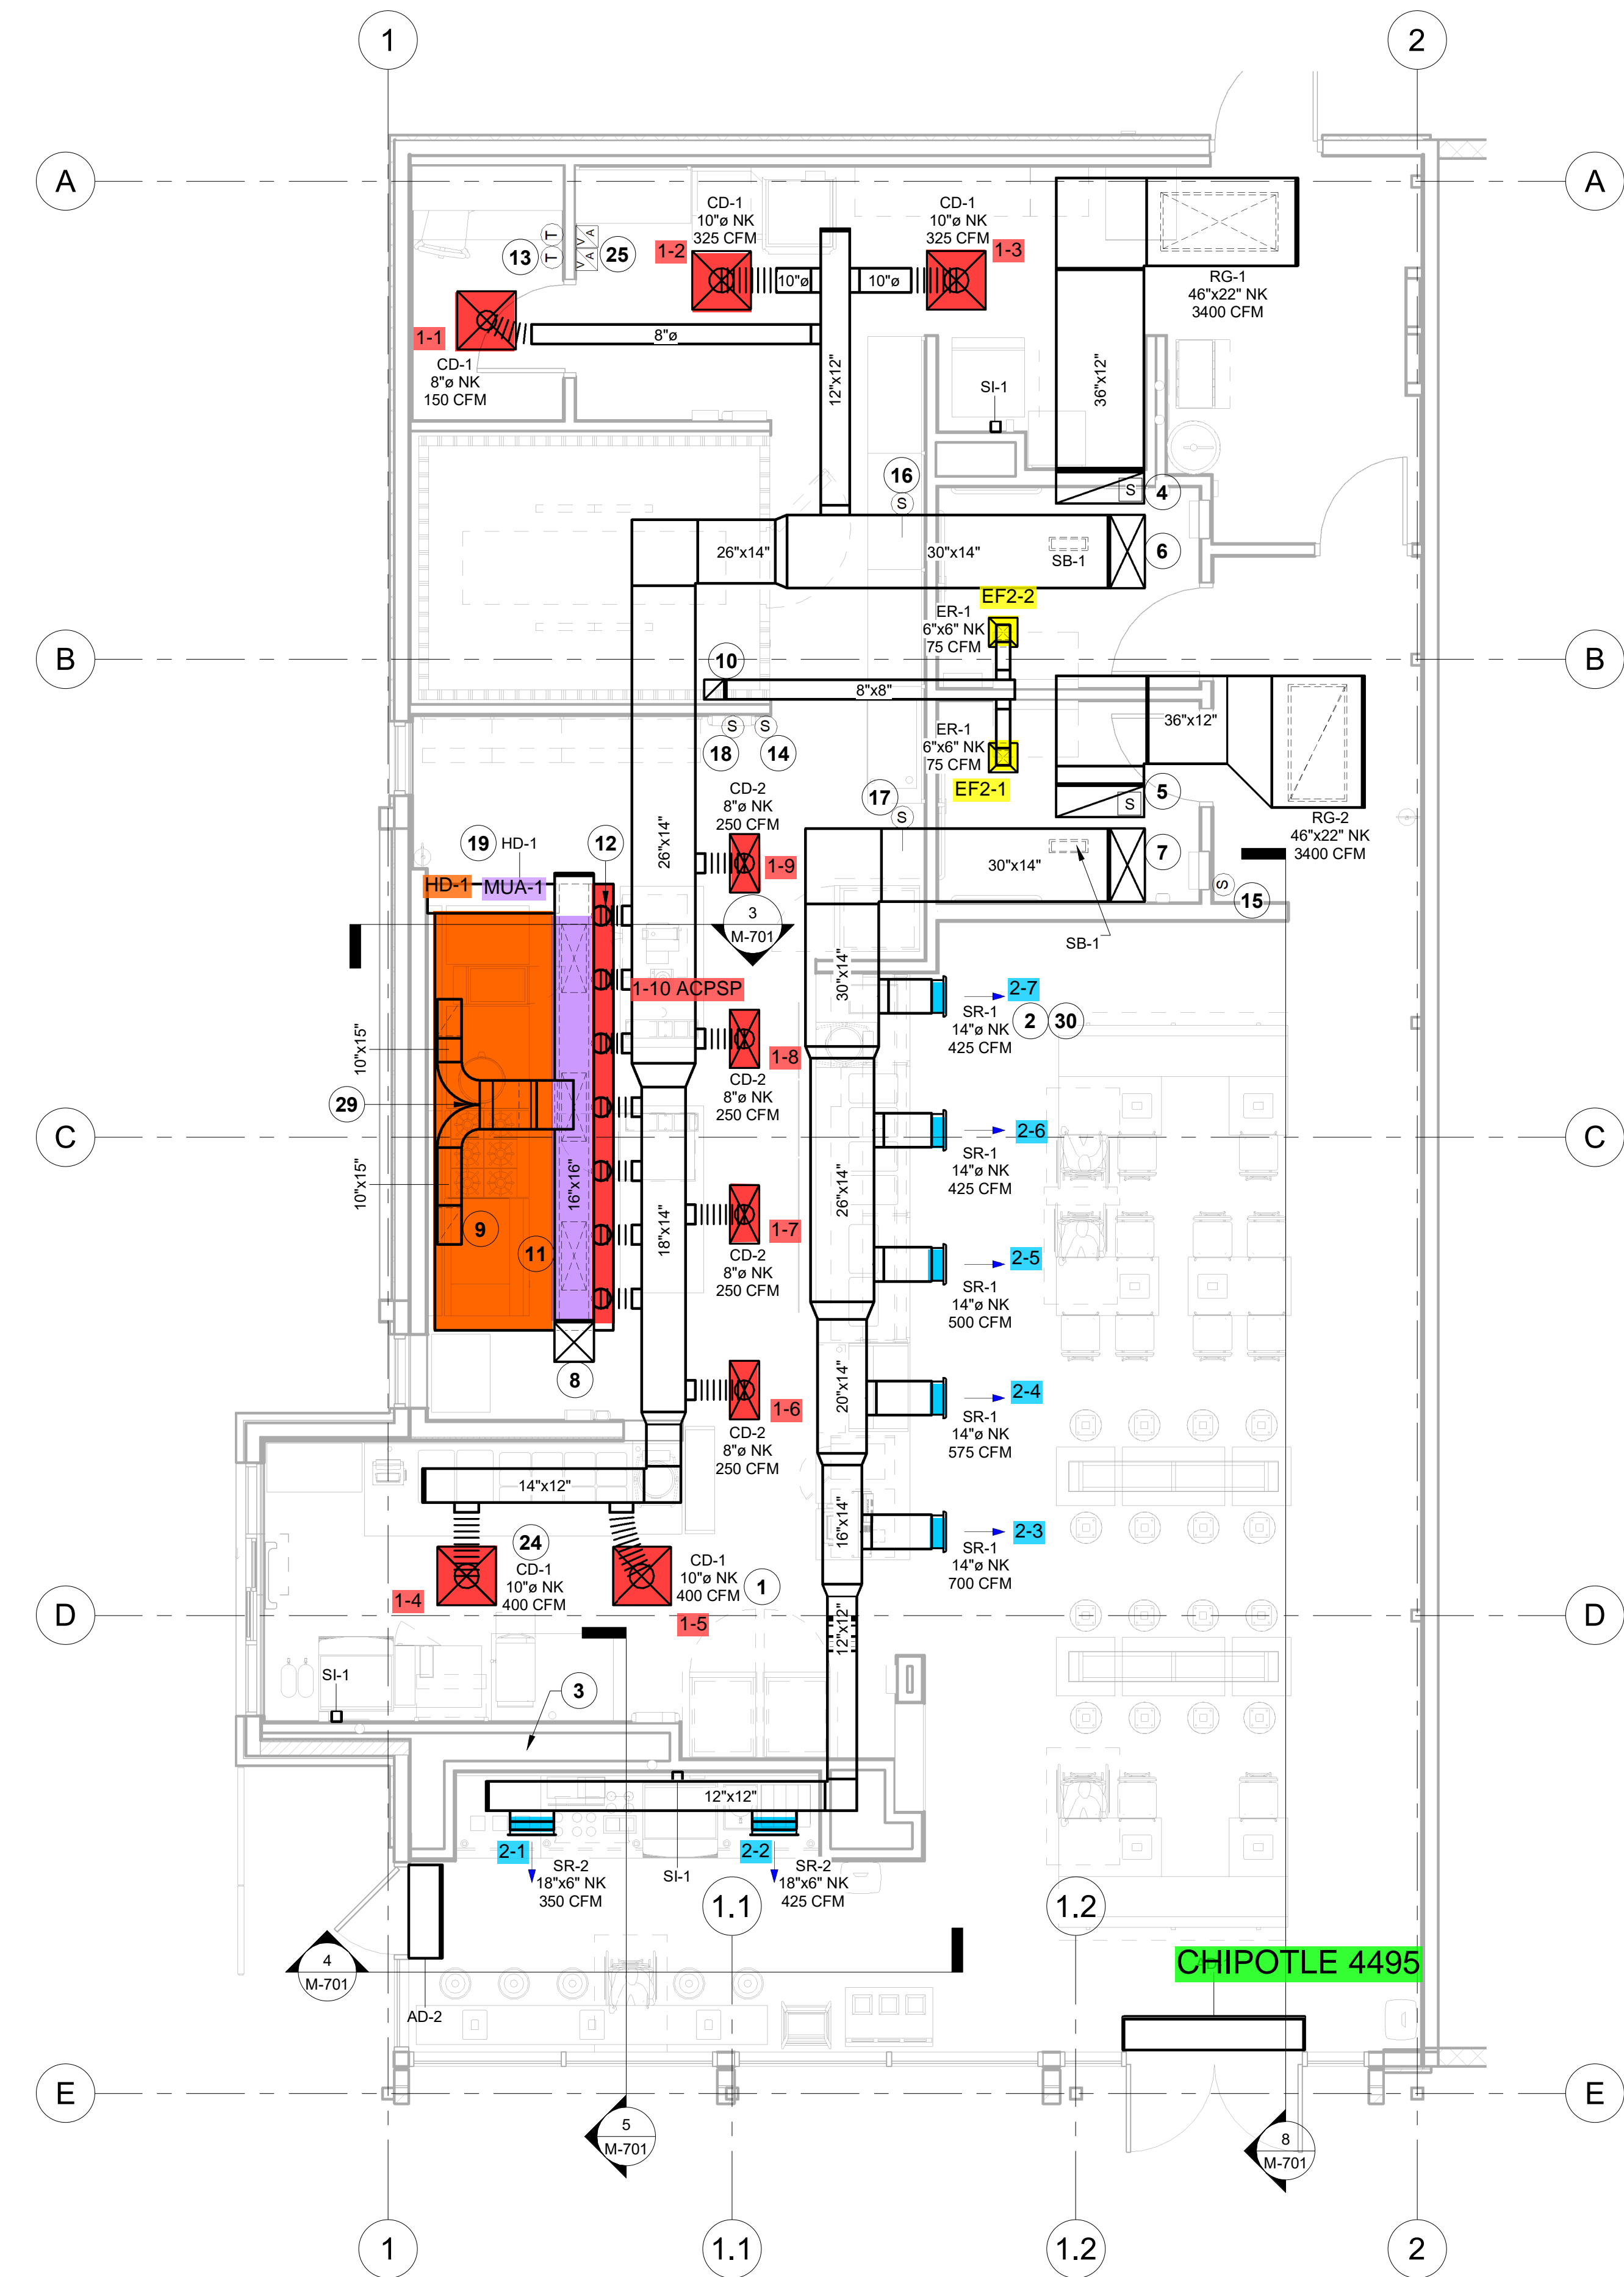 1
2
A
A
CD-1
10"ø NK
325 CFM
CD-1
10"ø NK
325 CFM
1-2
1-3
13
T
T
V A
V A
25
10"ø
10"ø
RG-1
46"x22" NK
3400 CFM
1-1
8"ø
CD-1
8"ø NK
150 CFM
12"x12"
36"x12"
SI-1
16
S
S
4
26"x14"
30"x14"
SB-1
6
EF2-2
ER-1
6"x6" NK
75 CFM
B
B
10
8"x8"
36"x12"
18
S
S
14
ER-1
6"x6" NK
75 CFM
EF2-1
17
S
S
5
RG-2
46"x22" NK
3400 CFM
CD-2
8"ø NK
250 CFM
1-9
26"x14"
19
HD-1
12
HD-1
MUA-1
30"x14"
7
S
15
SB-1
3
M-701
1-10 ACPSP
30"x14"
2-7
SR-1
14"ø NK
425 CFM
2
30
1-8
CD-2
8"ø NK
250 CFM
10"x15"
29
C
C
2-6
SR-1
14"ø NK
425 CFM
10"x15"
16"x16"
26"x14"
9
11
18"x14"
1-7
CD-2
8"ø NK
250 CFM
2-5
SR-1
14"ø NK
500 CFM
8
20"x14"
1-6
CD-2
8"ø NK
250 CFM
2-4
SR-1
14"ø NK
575 CFM
14"x12"
16"x14"
2-3
SR-1
14"ø NK
700 CFM
24
CD-1
10"ø NK
400 CFM
CD-1
10"ø NK
400 CFM
1
1-4
1-5
D
D
12"x12"
SI-1
3
12"x12"
2-1
SR-2
18"x6" NK
350 CFM
SI-1
2-2
SR-2
18"x6" NK
425 CFM
1.1
1.2
4
M-701
AD-2
CHIPOTLE 4495
E
E
5
M-701
8
M-701
1
1.1
1.2
2